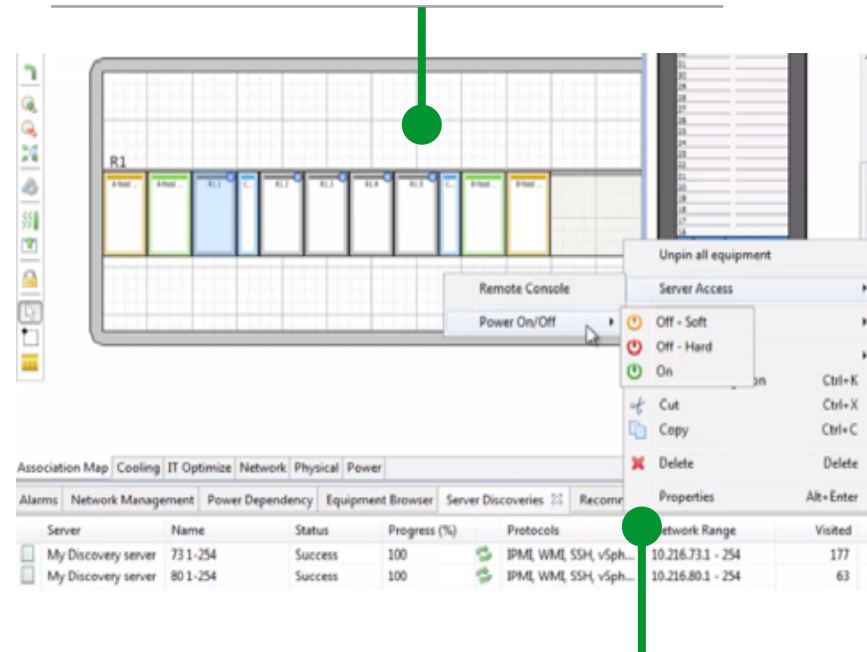 R1
R1.1
C...
R1.2
R1.3
R1.4
R1.5
C...
Unpin all equipment
Remote Console
Server Access
Power On/Off
Off - Soft
Off - Hard
On
on Ctrl+K
Cut Ctrl+X
Copy Ctrl+C
Delete Delete
Properties Alt+Enter
Association Map Cooling IT Optimize Network Physical Power
Alarms Network Management Power Dependency Equipment Browser Server Discoveries Recomm
Server Name Status Progress (%) Protocols Network Range Visited
My Discovery server 73 1-254 Success 100 IPMI, WMI, SSH, vSph... 10.216.73.1 - 254 177
My Discovery server 80 1-254 Success 100 IPMI, WMI, SSH, vSph... 10.216.80.1 - 254 63